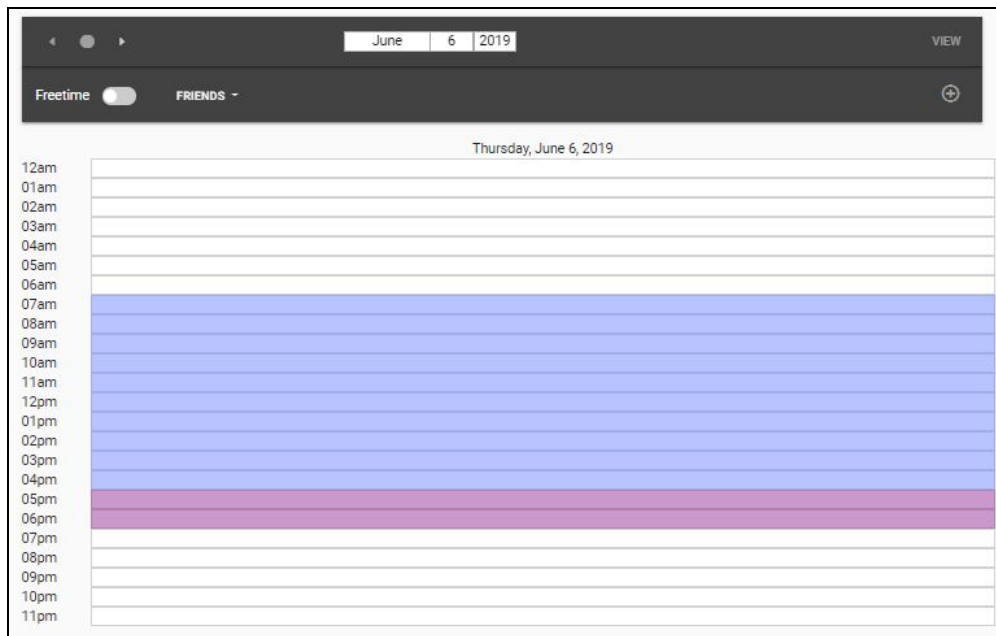 June 6 2019 VIEW
Freetime FRIENDS
Thursday, June 6, 2019
12am
01am
02am
03am
04am
05am
06am
07am
08am
09am
10am
11am
12pm
01pm
02pm
03pm
04pm
05pm
06pm
07pm
08pm
09pm
10pm
11pm